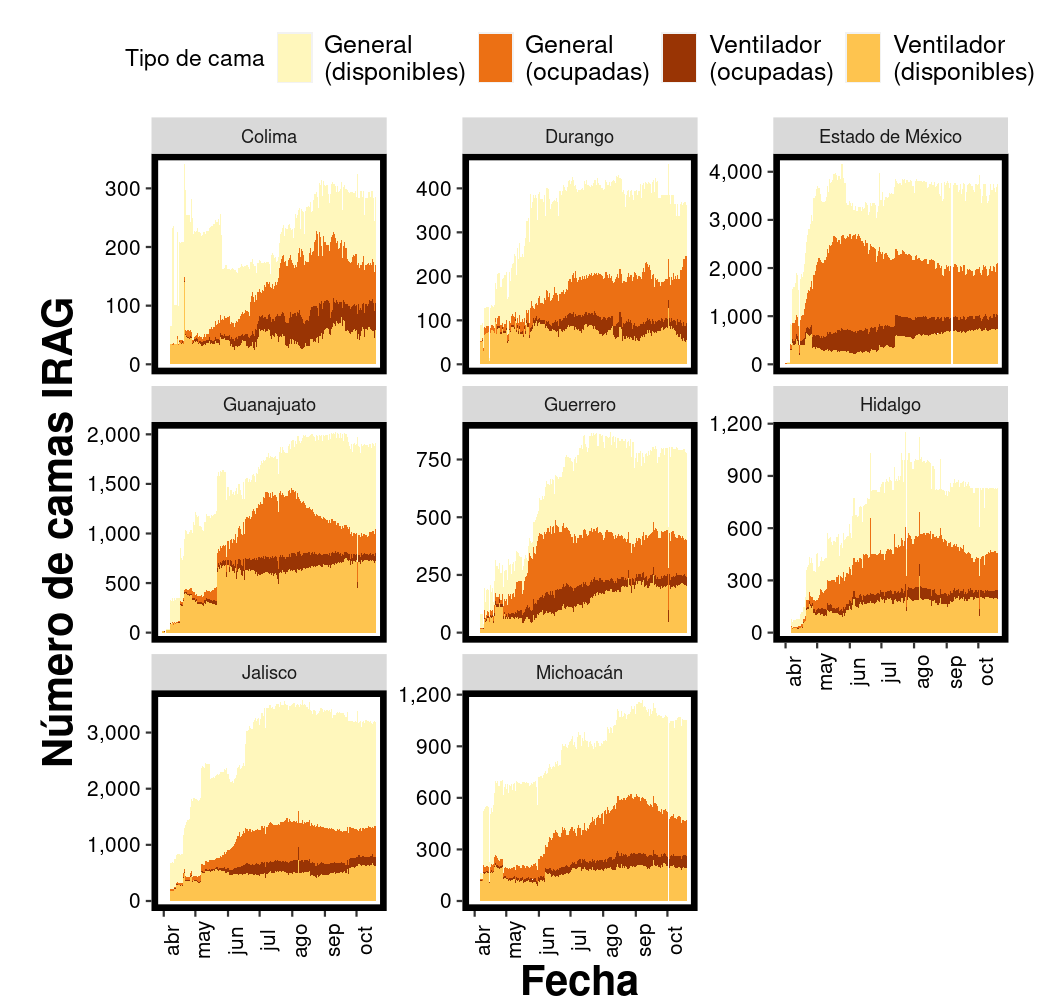 Tipo de cama
General
(disponibles)
General
(ocupadas)
Ventilador
(ocupadas)
Ventilador
(disponibles)
Número de camas IRAG
Colima
300
200
100
0
Durango
400
300
200
100
0
Estado de México
4,000
3,000
2,000
1,000
0
Guanajuato
2,000
1,500
1,000
500
0
Guerrero
750
500
250
0
Hidalgo
1,200
900
600
300
0
abr
may
jun
jul
ago
sep
oct
Jalisco
3,000
2,000
1,000
0
abr
may
jun
jul
ago
sep
oct
Michoacán
1,200
900
600
300
0
abr
may
jun
jul
ago
sep
oct
Fecha